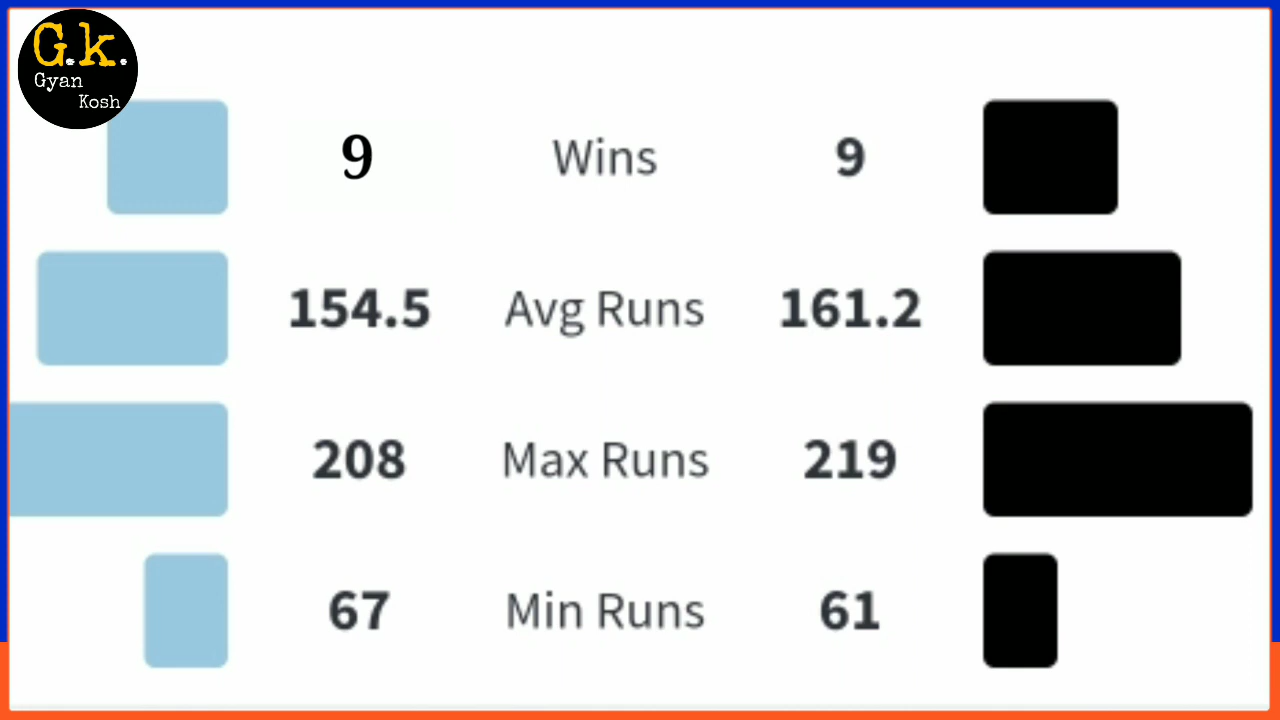 G.k.
Gyan
Kosh
9 Wins 9
154.5 Avg Runs 161.2
208 Max Runs 219
67 Min Runs 61